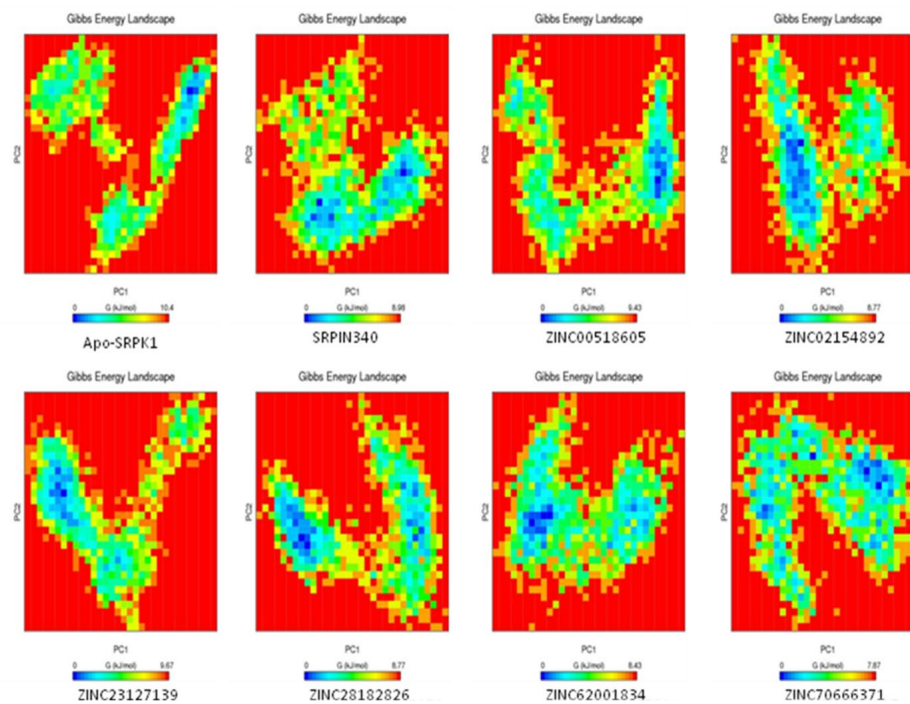 Gibbs Energy Landscape Gibbs Energy Landscape Gibbs Energy Landscape Gibbs Energy Landscape
PC2 PC2 PC2 PC2
PC1 PC1 PC1 PC1
0 G (kJ/mol) 10.4 0 G (kJ/mol) 8.98 0 G (kJ/mol) 9.43 0 G (kJ/mol) 8.77
Apo-SRPK1 SRPIN340 ZINC00518605 ZINC02154892
Gibbs Energy Landscape Gibbs Energy Landscape Gibbs Energy Landscape Gibbs Energy Landscape
PC2 PC2 PC2 PC2
PC1 PC1 PC1 PC1
0 G (kJ/mol) 9.67 0 G (kJ/mol) 8.77 0 G (kJ/mol) 8.43 0 G (kJ/mol) 7.87
ZINC23127139 ZINC28182826 ZINC62001834 ZINC70666371